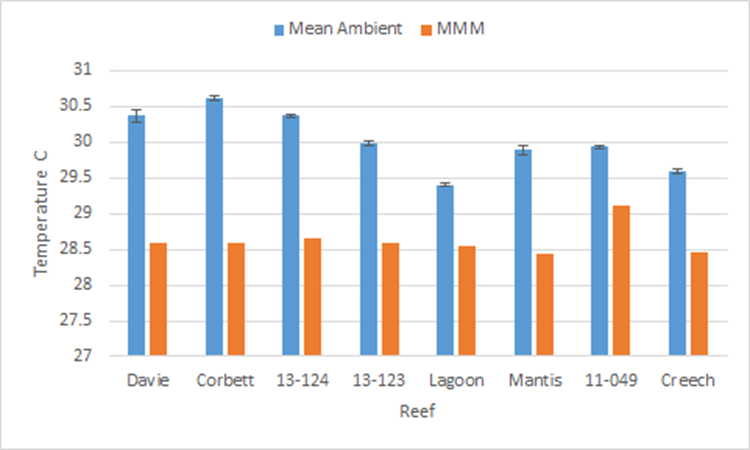 Mean Ambient MMM
31
30.5
30
29.5
29
28.5
28
27.5
27
Temperature C
Davie Corbett 13-124 13-123 Lagoon Mantis 11-049 Creech
Reef